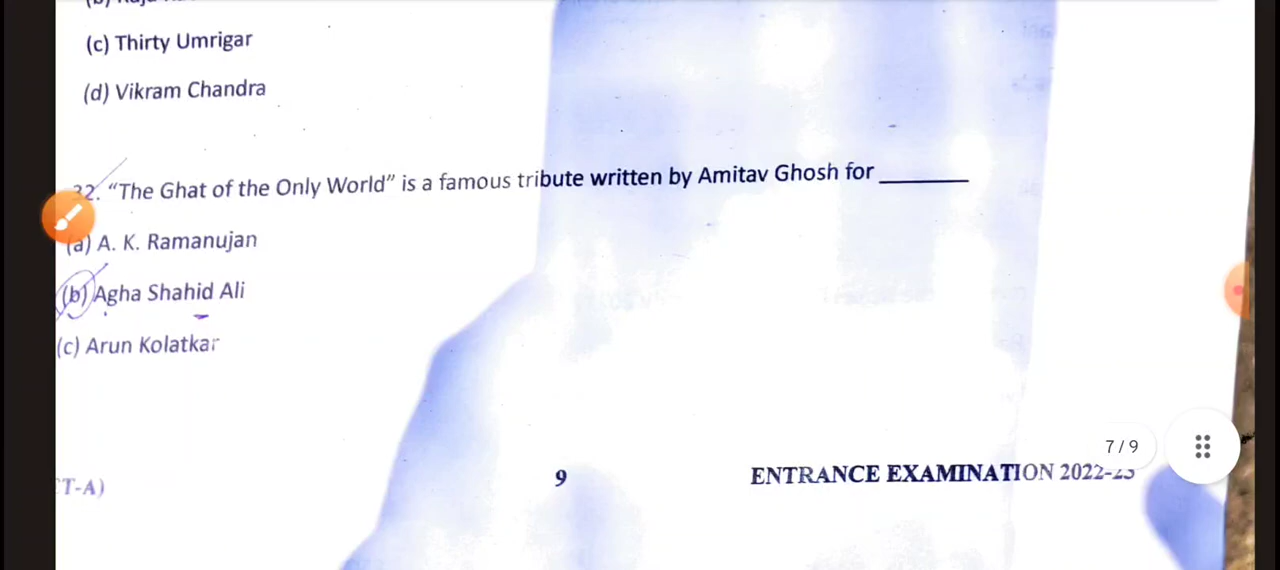 (c) Thirty Umrigar
(d) Vikram Chandra
32. "The Ghat of the Only World" is a famous tribute written by Amitav Ghosh for ________
(a) A. K. Ramanujan
(b) Agha Shahid Ali
(c) Arun Kolatkar
7 / 9
T-A)
9
ENTRANCE EXAMINATION 2022-23